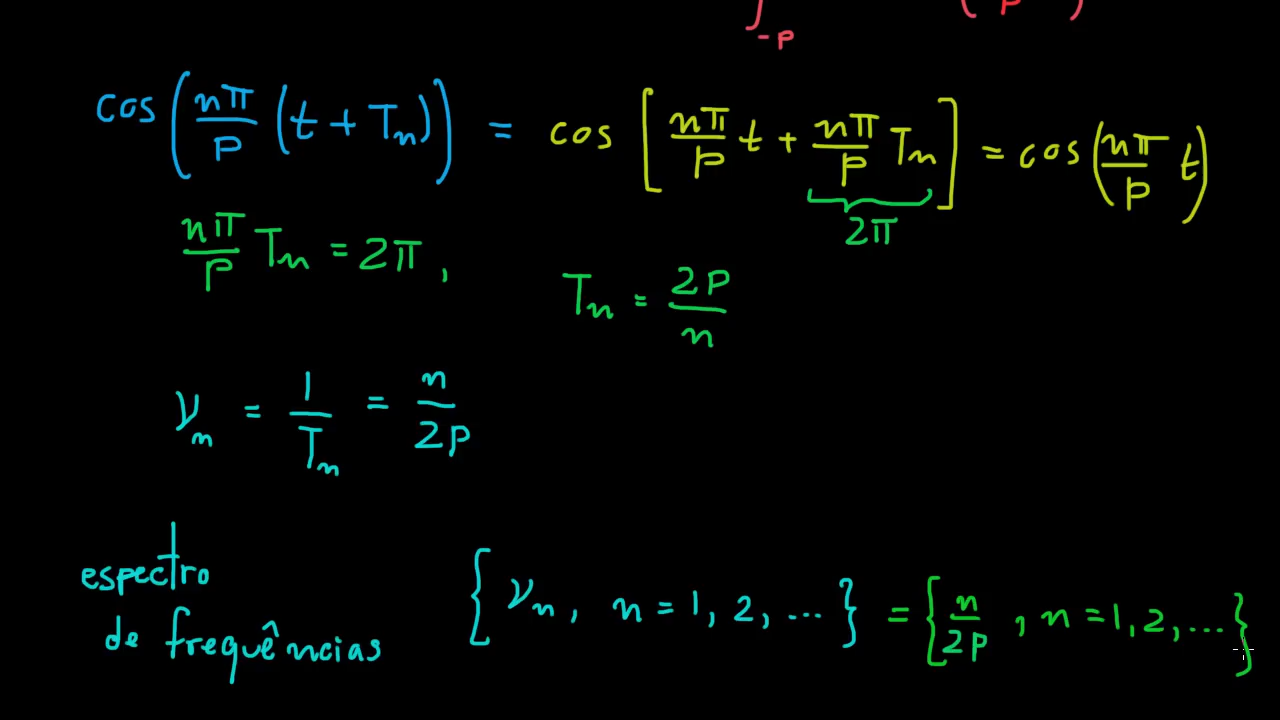 ∫_{-P} ( P )
cos(nπ/P (t + Tₙ)) = cos[nπ/P t + nπ/P Tₙ] = cos(nπ/P t)
2π
nπ/P Tₙ = 2π, Tₙ = 2P/n
νₙ = 1/Tₙ = n/2P
espectro
de frequências {νₙ, n = 1, 2, ...} = {n/2P, n = 1, 2, ...}